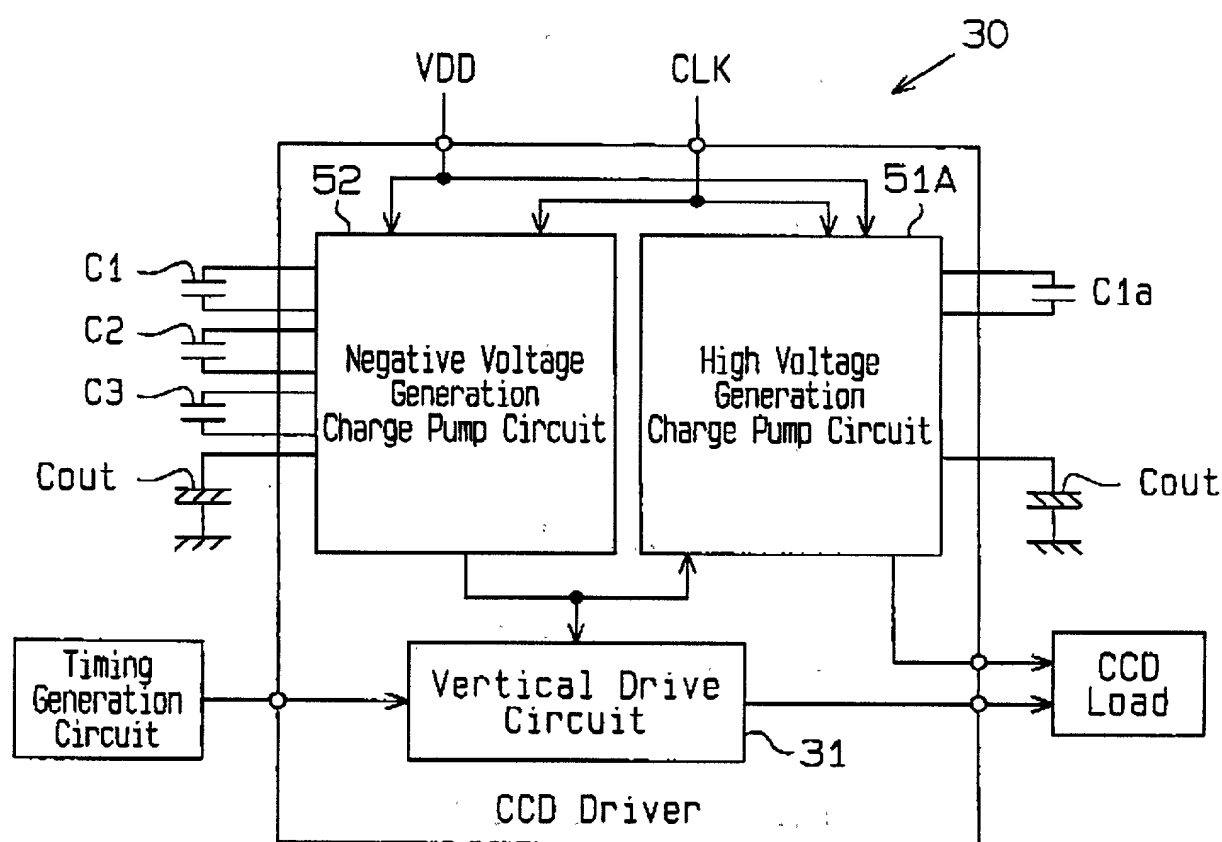 30
VDD
CLK
52
51A
C1
C2
C3
Cout
Negative Voltage
Generation
Charge Pump Circuit
High Voltage
Generation
Charge Pump Circuit
C1a
Cout
Timing
Generation
Circuit
Vertical Drive
Circuit
31
CCD
Load
CCD Driver